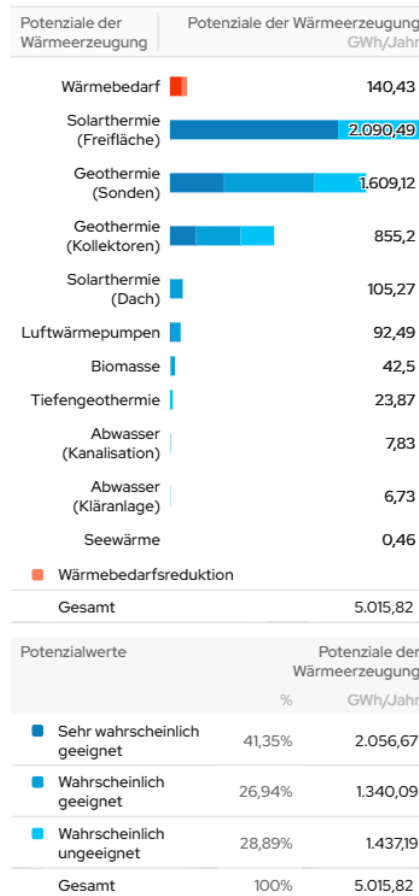 Potenziale der Potenziale der Wärmeerzeugung
Wärmeerzeugung GWh/Jahr
Wärmebedarf 140,43
Solarthermie
(Freifläche) 2.090,49
Geothermie
(Sonden) 1.609,12
Geothermie
(Kollektoren) 855,2
Solarthermie
(Dach) 105,27
Luftwärmepumpen 92,49
Biomasse 42,5
Tiefengeothermie 23,87
Abwasser
(Kanalisation) 7,83
Abwasser
(Kläranlage) 6,73
Seewärme 0,46
Wärmebedarfsreduktion
Gesamt 5.015,82
Potenzialwerte Potenziale der
Wärmeerzeugung
% GWh/Jahr
Sehr wahrscheinlich
geeignet 41,35% 2.056,67
Wahrscheinlich
geeignet 26,94% 1.340,09
Wahrscheinlich
ungeeignet 28,89% 1.437,19
Gesamt 100% 5.015,82